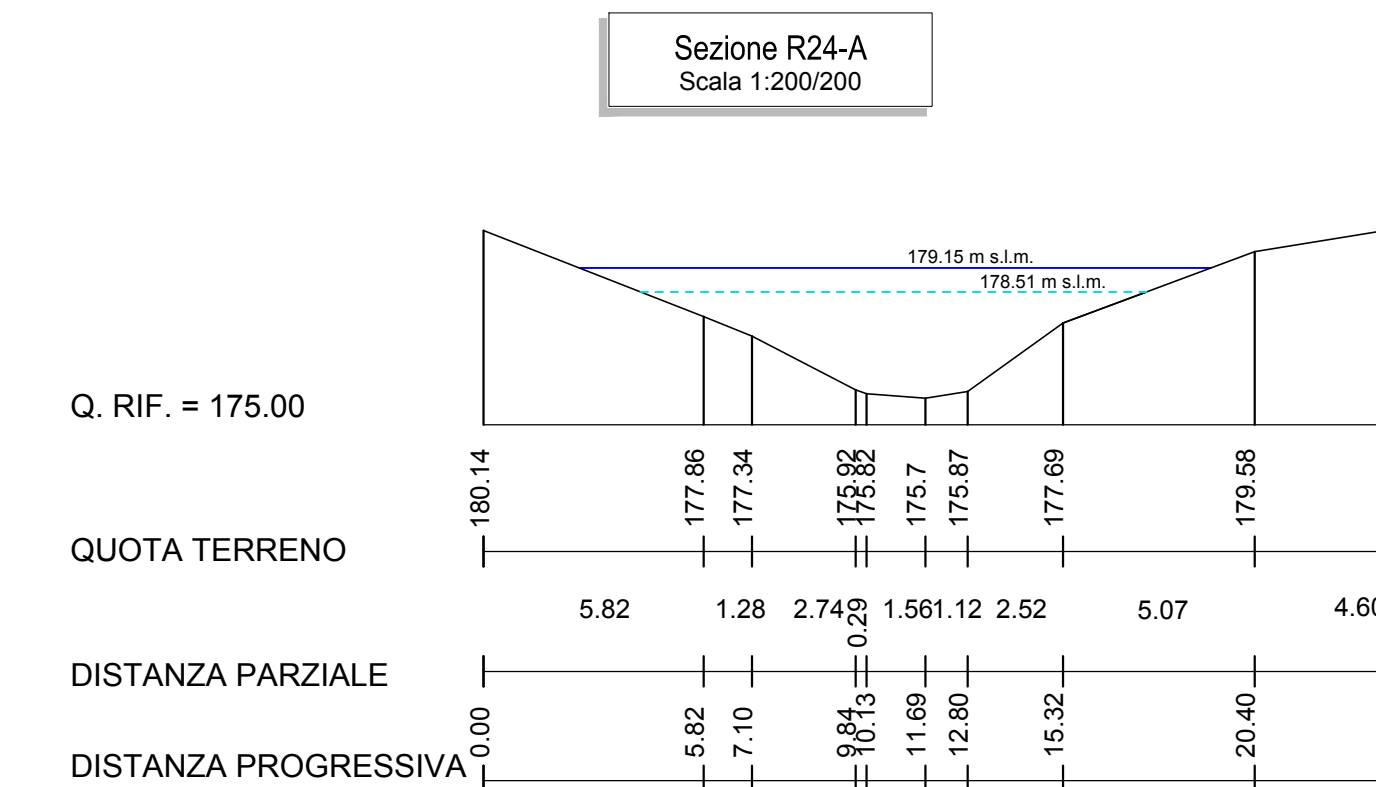 Sezione R24-A
Scala 1:200/200
179.15 m s.l.m.
178.51 m s.l.m.
Q. RIF. = 175.00
180.14 177.86 177.34 175.92 175.82 175.7 175.87 177.69 179.58
QUOTA TERRENO
5.82 1.28 2.74 0.29 1.56 1.12 2.52 5.07 4.60
DISTANZA PARZIALE
0.00 5.82 7.10 9.84 10.13 11.69 12.80 15.32 20.40
DISTANZA PROGRESSIVA